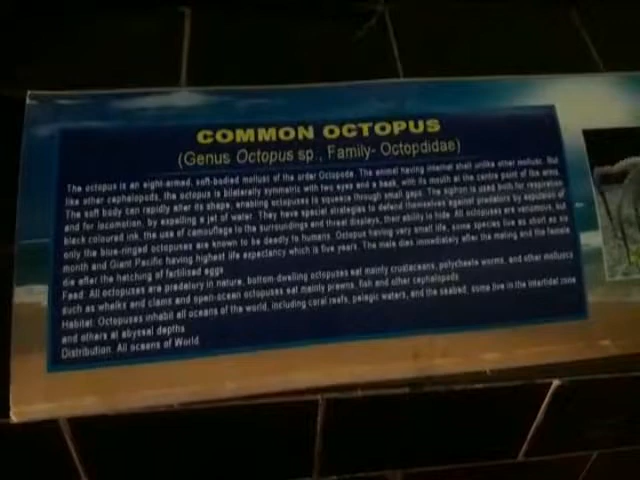 COMMON OCTOPUS
(Genus Octopus sp., Family- Octopdidae)
The octopus is an eight-armed, soft-bodied mollusc of the order Octopoda. The animal having internal shell unlike other mollusc. But
like other cephalopods, the octopus is bilaterally symmetric with two eyes and a beak, with its mouth at the centre point of the arms.
The soft body can rapidly alter its shape, enabling octopuses to squeeze through small gaps. The siphon is used both for respiration
and for locomotion, by expelling a jet of water. They have special strategies to defend themselves against predators by expulsion of
black coloured ink, the use of camouflage to the surroundings and threat displays, their ability to hide. All octopuses are venomous, but
only the blue-ringed octopuses are known to be deadly to humans. Octopus having very small life, some species live as short as six
month and Giant Pacific having highest life expectancy which is five years. The male dies immediately after the mating and the female
die after the hatching of fertilised eggs
Feed: All octopuses are predatory in nature, bottom-dwelling octopuses eat mainly crustaceans, polychaete worms, and other molluscs
such as whelks and clams and open-ocean octopuses eat mainly prawns, fish and other cephalopods
Habitat: Octopuses inhabit all oceans of the world, including coral reefs, pelagic waters, and the seabed, some live in the intertidal zone
and others at abyssal depths
Distribution: All oceans of World